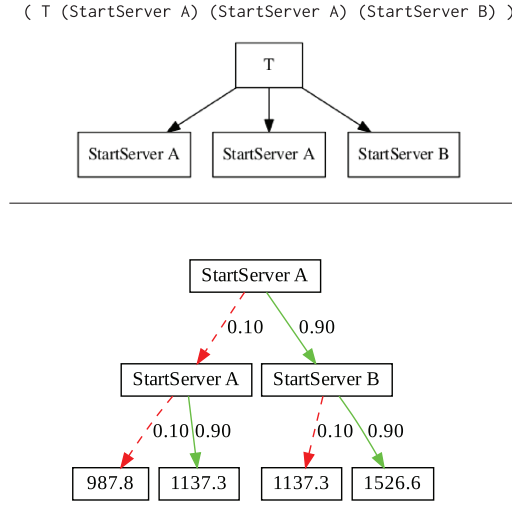 ( T (StartServer A) (StartServer A) (StartServer B) )
T
StartServer A StartServer A StartServer B
StartServer A
0.10 0.90
StartServer A StartServer B
0.10 0.90 0.10 0.90
987.8 1137.3 1137.3 1526.6